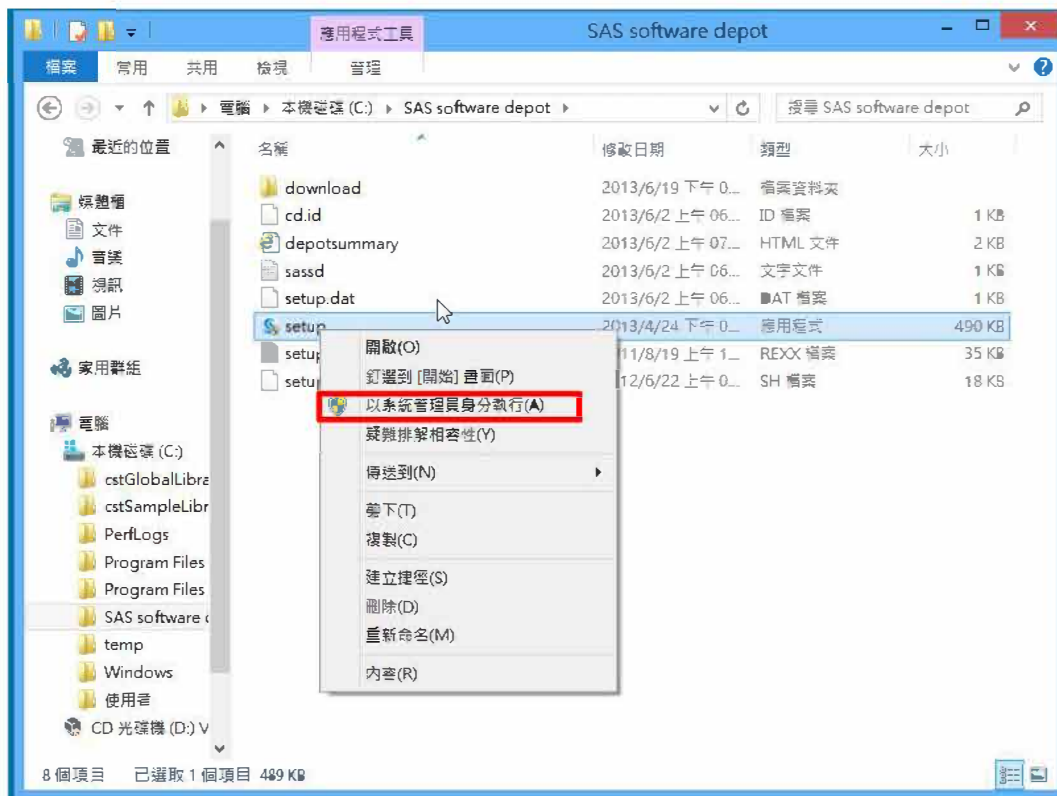 應用程式工具 SAS software depot
檔案 常用 共用 檢視 管理
電腦 本機磁碟 (C:) SAS software depot 搜尋 SAS software depot
最近的位置
媒體櫃
文件
音樂
視訊
圖片
家用群組
電腦
本機磁碟 (C:)
cstGlobalLibra
cstSampleLibr
PerfLogs
Program Files
Program Files
SAS software
temp
Windows
使用者
CD 光碟機 (D:) V
名稱 修改日期 類型 大小
download 2013/6/19 下午 0... 檔案資料夾
cd.id 2013/6/2 上午 06... ID 檔案 1 KB
depotsummary 2013/6/2 上午 07... HTML 文件 2 KB
sassd 2013/6/2 上午 06... 文字文件 1 KB
setup.dat 2013/6/2 上午 06... DAT 檔案 1 KB
setup 2013/4/24 下午 0... 應用程式 490 KB
setup 11/8/19 上午 1... REXX 檔案 35 KB
setup 12/6/22 上午 0... SH 檔案 18 KB
開啟(O)
釘選到 [開始] 畫面(P)
以系統管理員身分執行(A)
疑難排解相容性(Y)
傳送到(N)
剪下(T)
複製(C)
建立捷徑(S)
刪除(D)
重新命名(M)
內容(R)
8 個項目 已選取 1 個項目 489 KB